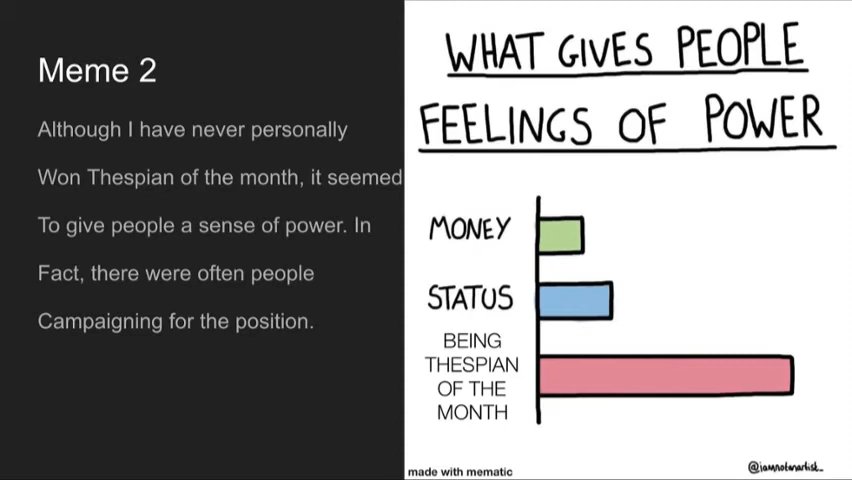 Meme 2
Although I have never personally
Won Thespian of the month, it seemed
To give people a sense of power. In
Fact, there were often people
Campaigning for the position.
WHAT GIVES PEOPLE
FEELINGS OF POWER
MONEY
STATUS
BEING
THESPIAN
OF THE
MONTH
made with mematic
@iamnotanartist_